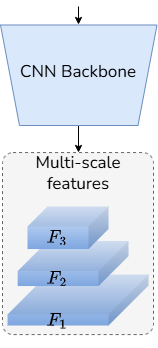 CNN Backbone
Multi-scale
features
F3
F2
F1